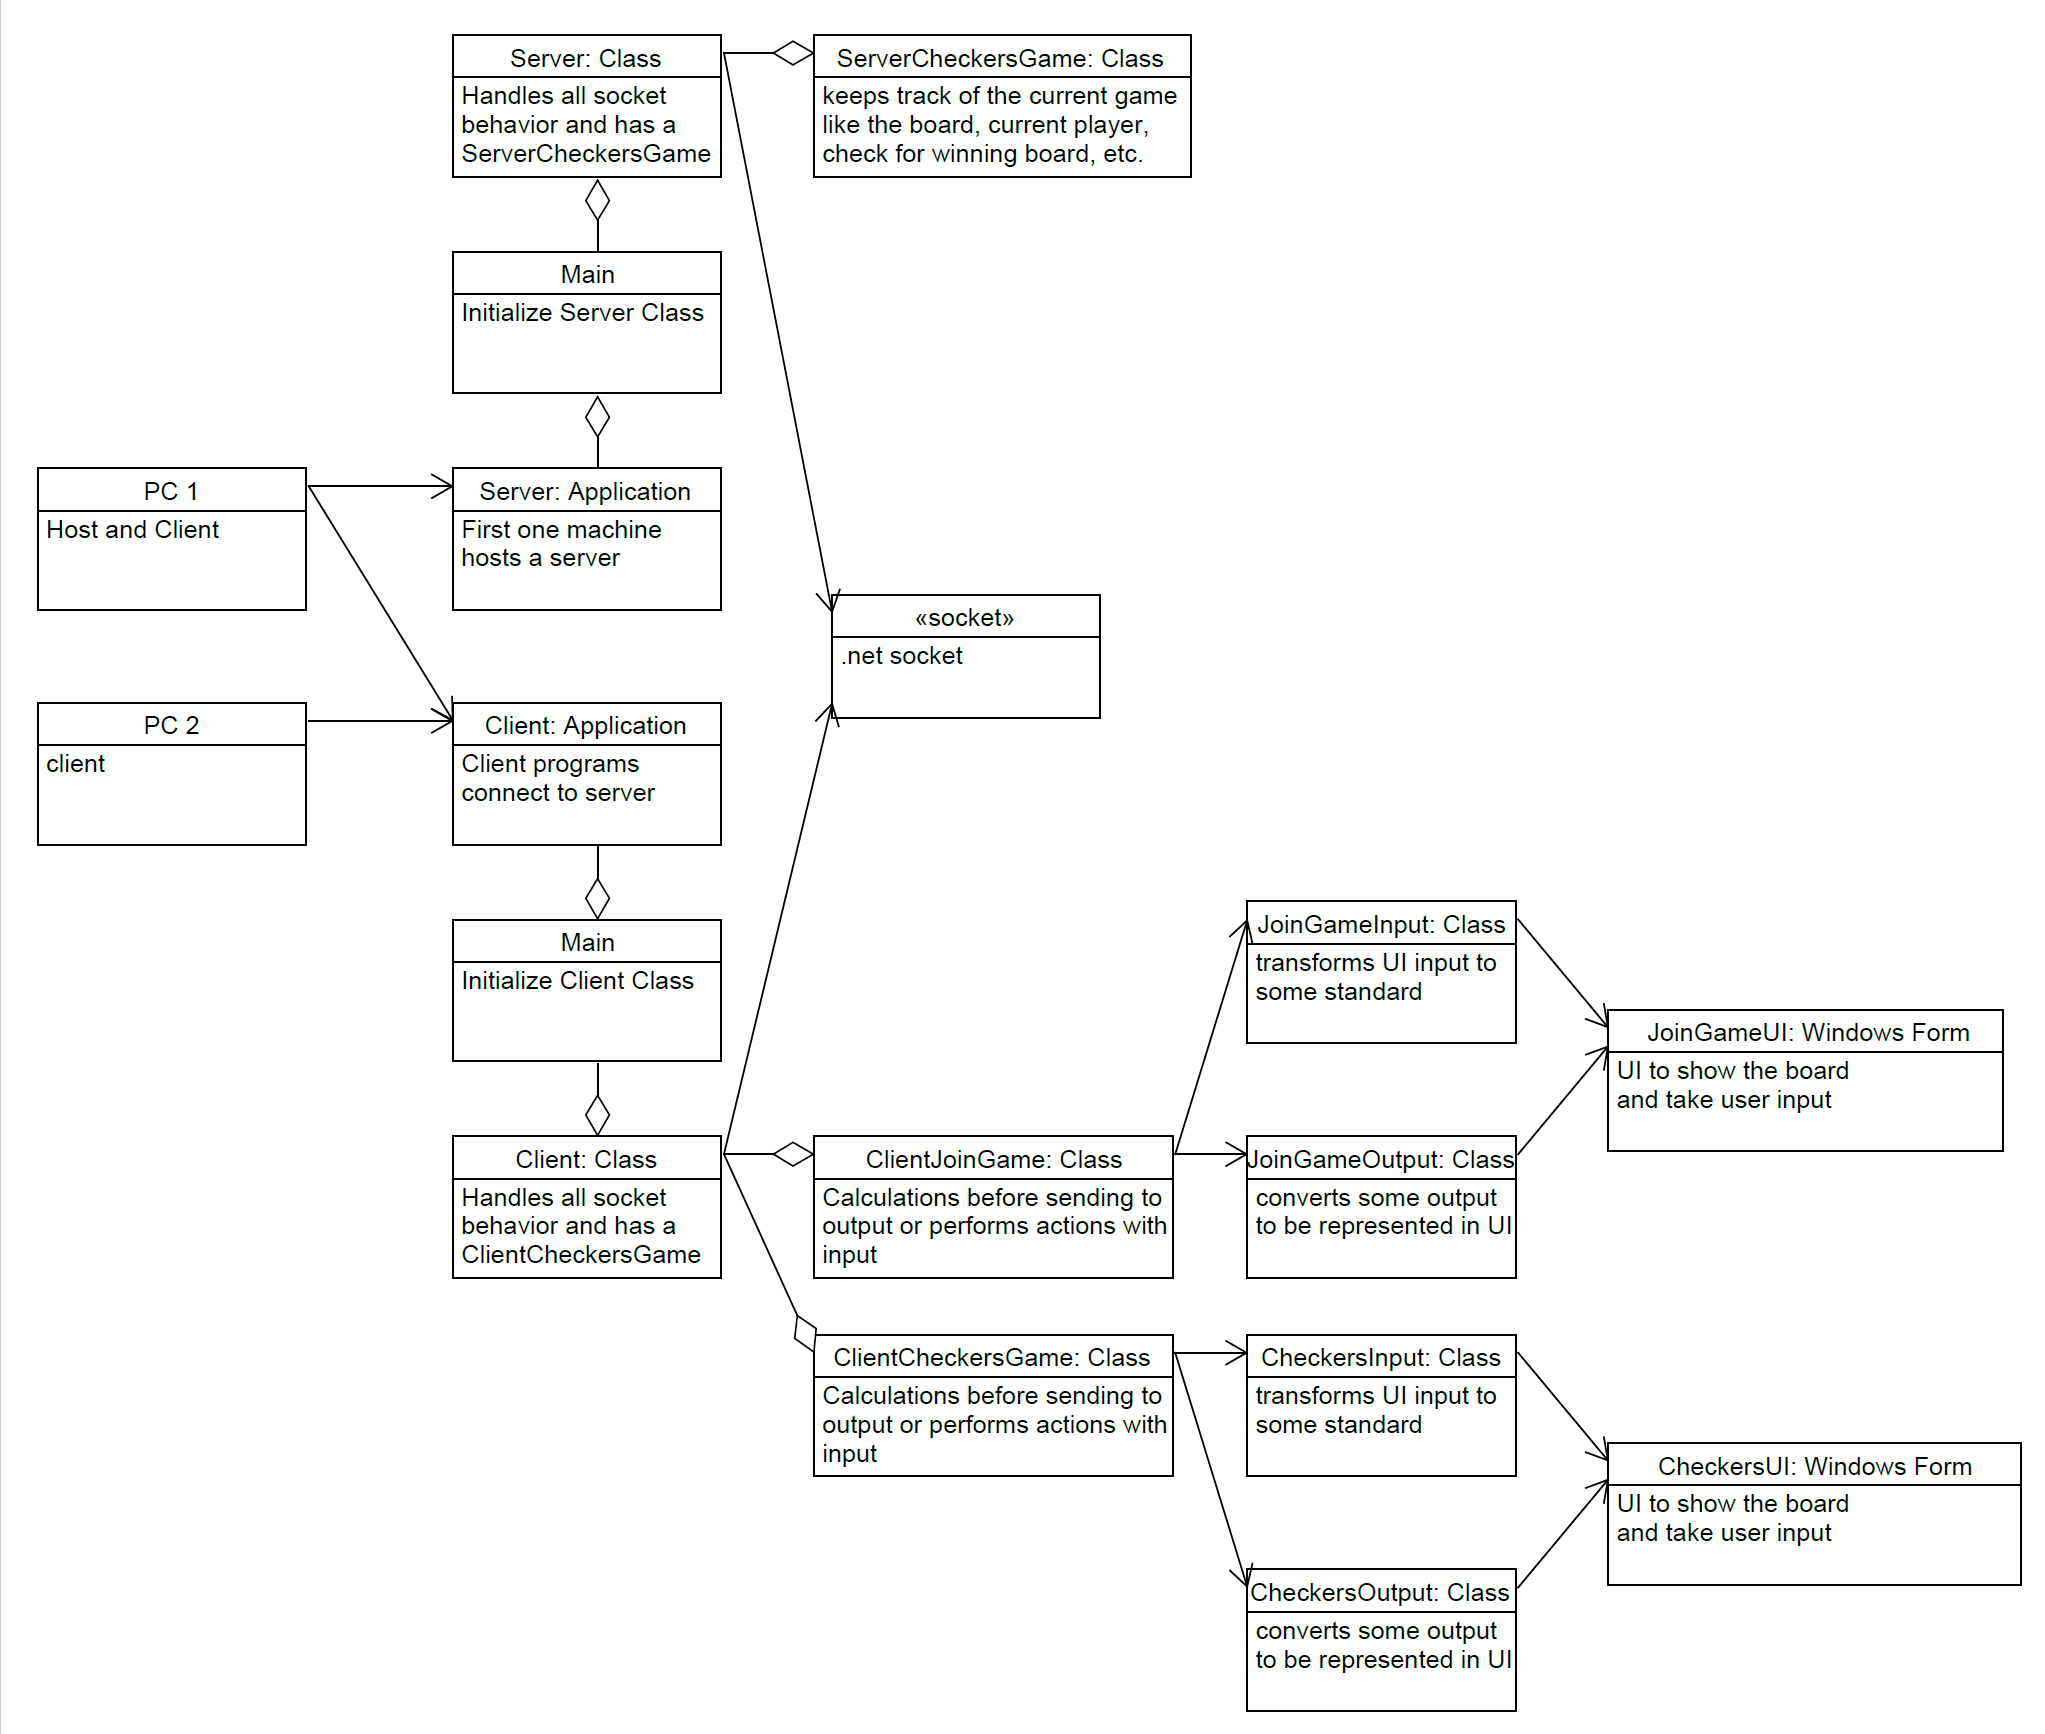 Server: Class
Handles all socket
behavior and has a
ServerCheckersGame
ServerCheckersGame: Class
keeps track of the current game
like the board, current player,
check for winning board, etc.
Main
Initialize Server Class
PC 1
Host and Client
Server: Application
First one machine
hosts a server
«socket»
.net socket
PC 2
client
Client: Application
Client programs
connect to server
Main
Initialize Client Class
JoinGameInput: Class
transforms UI input to
some standard
JoinGameUI: Windows Form
UI to show the board
and take user input
Client: Class
Handles all socket
behavior and has a
ClientCheckersGame
ClientJoinGame: Class
Calculations before sending to
output or performs actions with
input
JoinGameOutput: Class
converts some output
to be represented in UI
ClientCheckersGame: Class
Calculations before sending to
output or performs actions with
input
CheckersInput: Class
transforms UI input to
some standard
CheckersUI: Windows Form
UI to show the board
and take user input
CheckersOutput: Class
converts some output
to be represented in UI